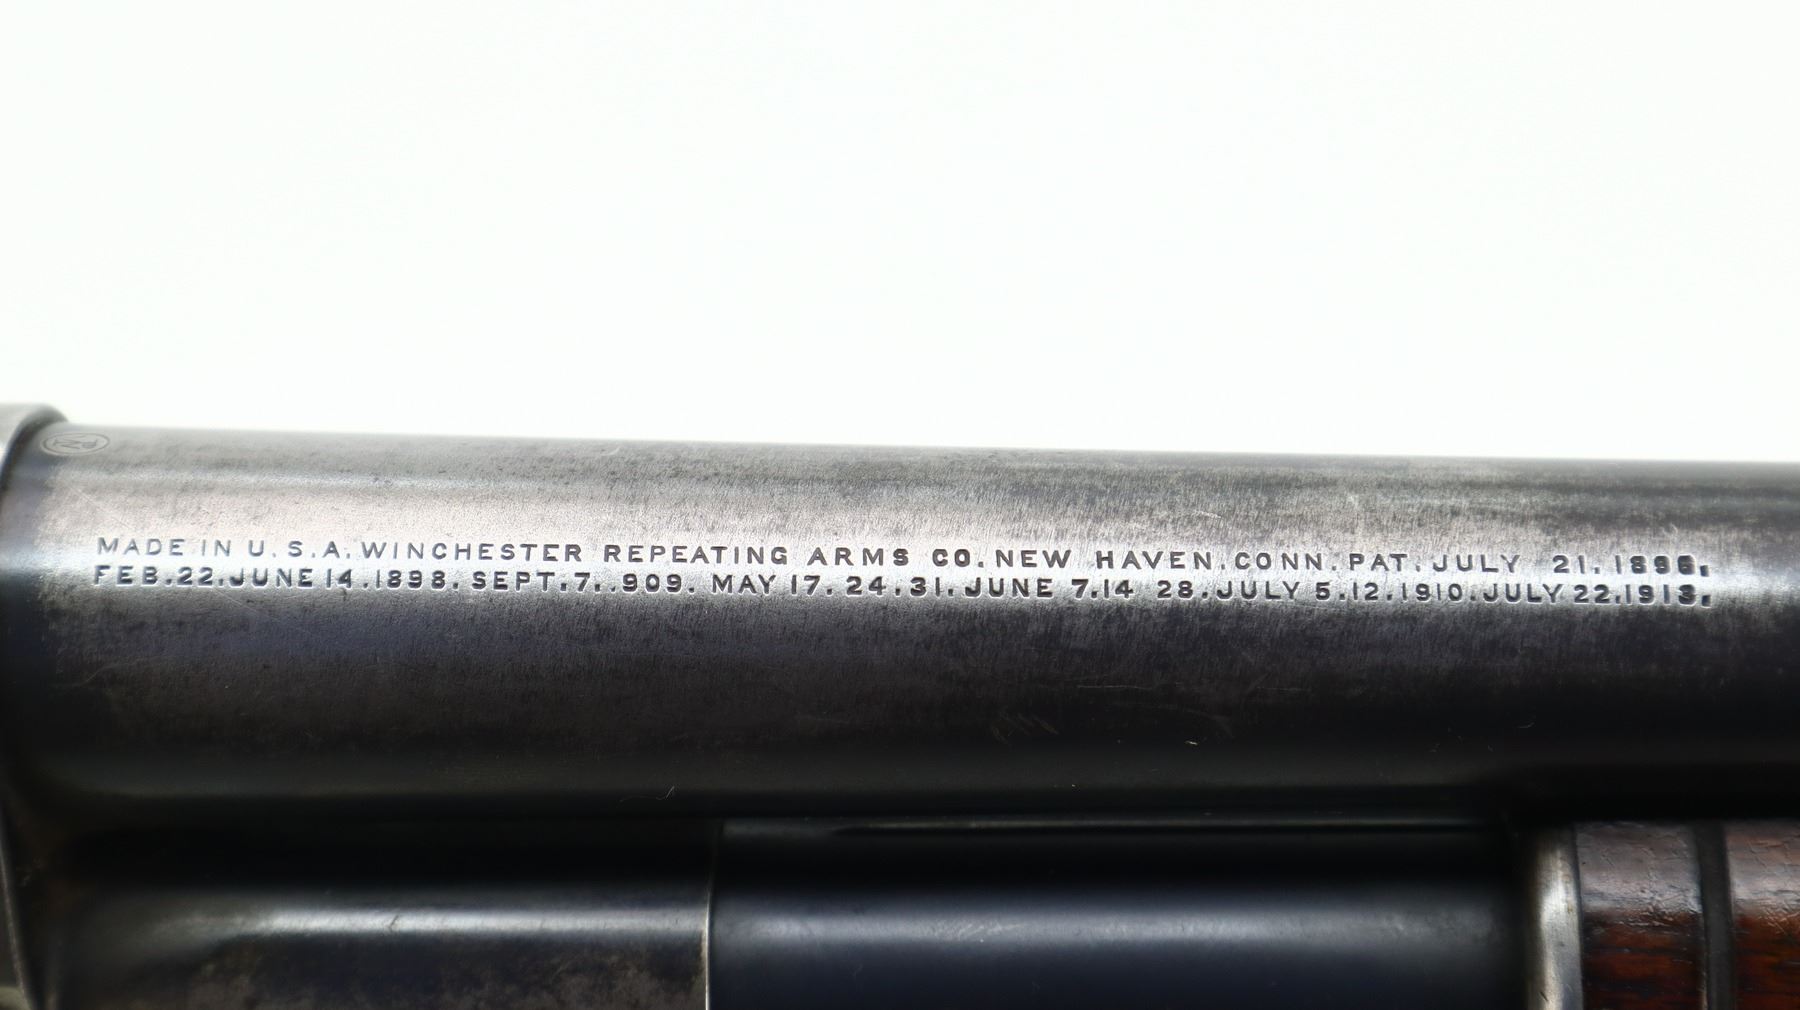 MADE IN U.S.A. WINCHESTER REPEATING ARMS CO. NEW HAVEN. CONN. PAT. JULY 21. 1896.
FEB. 22. JUNE 14. 1898. SEPT. 7. .909. MAY 17. 24. 31. JUNE 7. 14 28. JULY 5. 12. 1910. JULY 22. 1913.